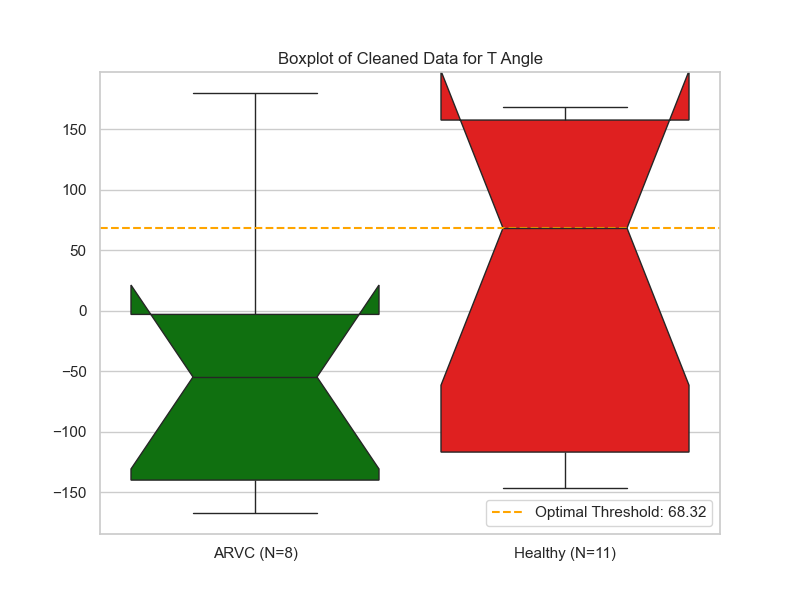 Boxplot of Cleaned Data for T Angle
150
100
50
0
−50
−100
−150
Optimal Threshold: 68.32
ARVC (N=8)
Healthy (N=11)